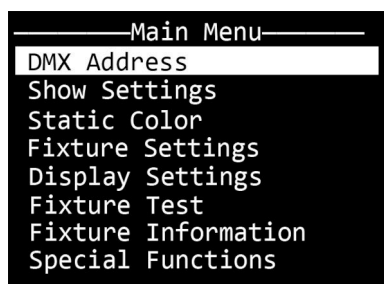 Main Menu
DMX Address
Show Settings
Static Color
Fixture Settings
Display Settings
Fixture Test
Fixture Information
Special Functions